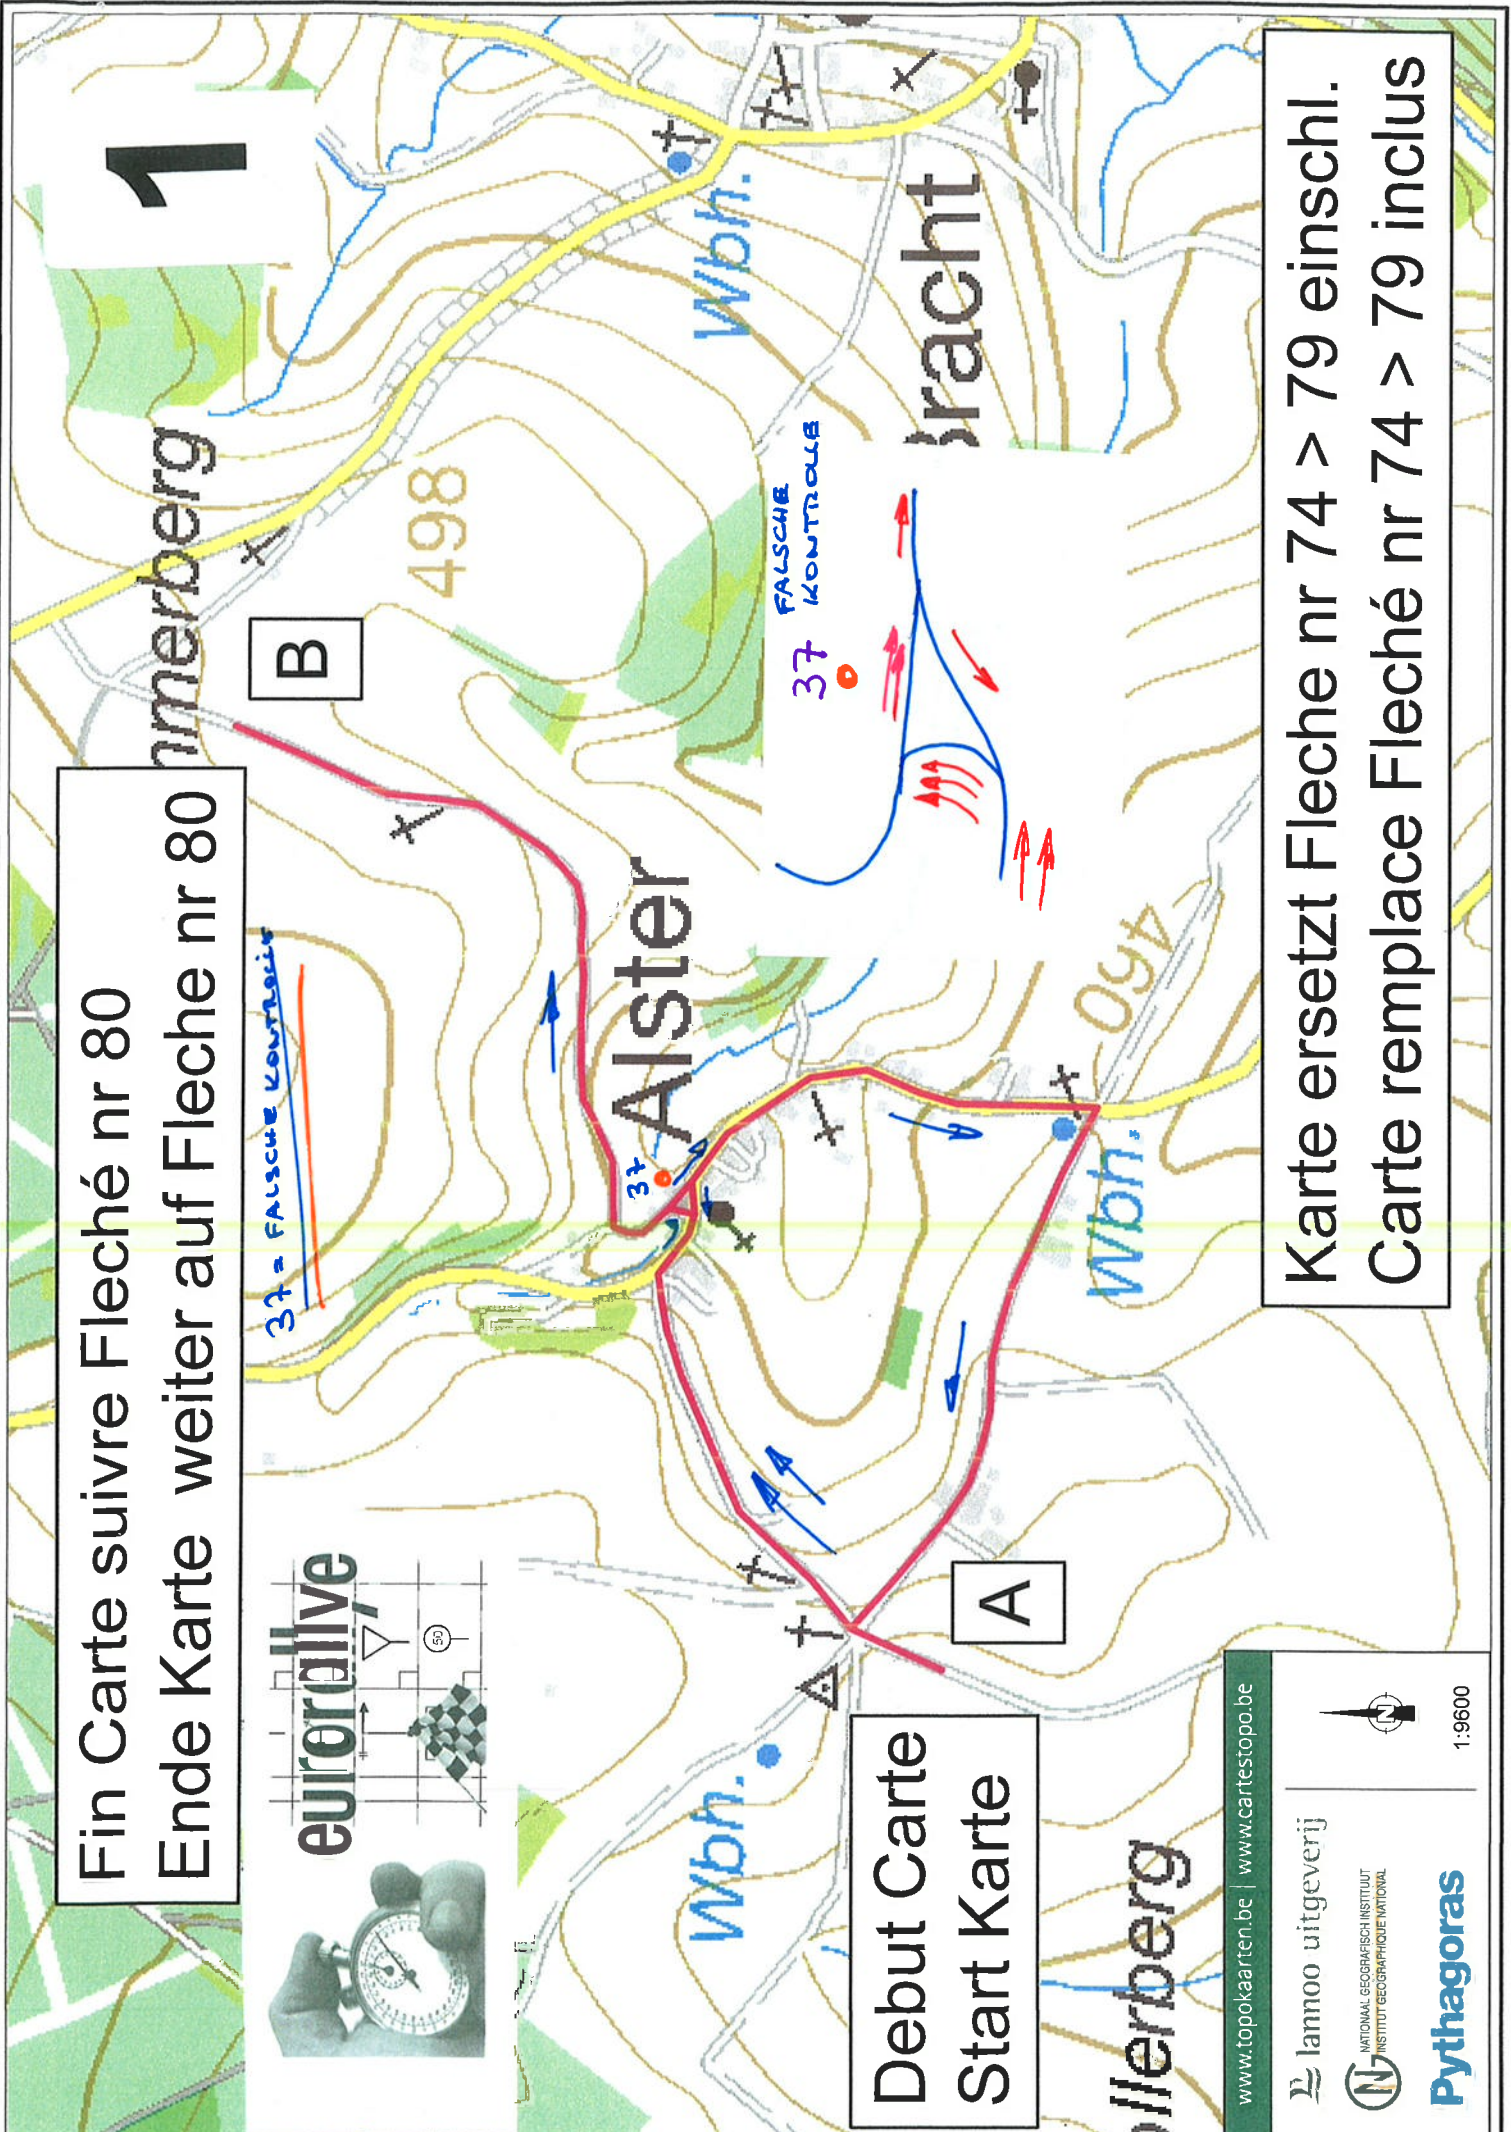 Fin Carte suivre Fleché nr 80
Ende Karte weiter auf Fleche nr 80
1
37 = FALSCHE KONTROLLE
B
498
Wbh.
37
FALSCHE
KONTROLLE
Alster
37
460
Wbh.
A
eurorallye
50
Wbh.
Debut Carte
Start Karte
Karte ersetzt Fleche nr 74 > 79 einschl.
Carte remplace Fleché nr 74 > 79 inclus
www.topokaarten.be | www.cartestopo.be
lannoo uitgeverij
N
NATIONAAL GEOGRAFISCH INSTITUUT
INSTITUT GEOGRAPHIQUE NATIONAL
Pythagoras
N
1:9600